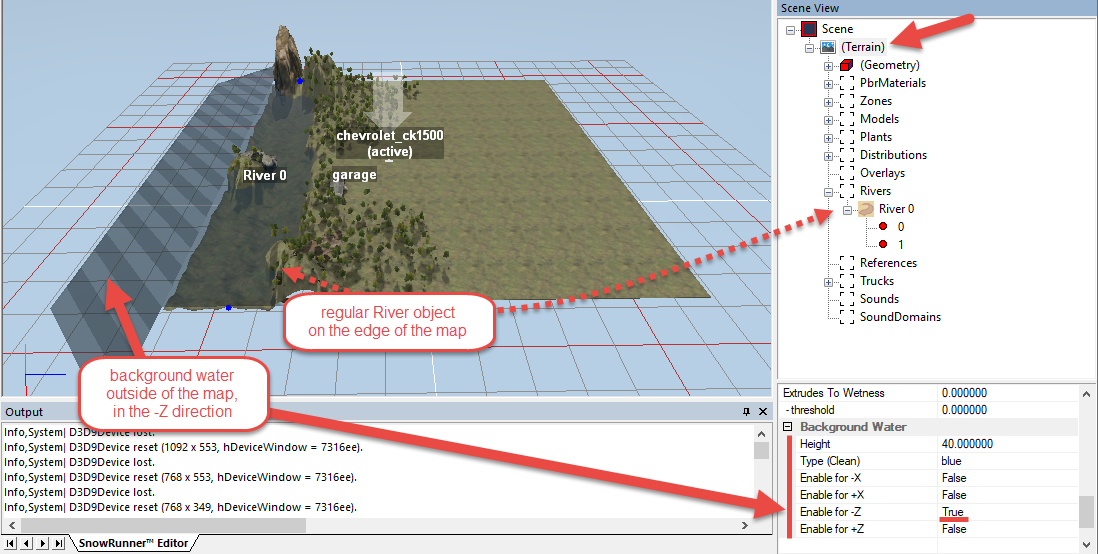 Scene View
Scene
(Terrain)
(Geometry)
PbrMaterials
Zones
Models
Plants
Distributions
Overlays
Rivers
River 0
0
1
References
Trucks
Sounds
SoundDomains
chevrolet_ck1500
(active)
River 0
garage
regular River object
on the edge of the map
background water
outside of the map,
in the -Z direction
Output
Info,System| D3D9Device lost.
Info,System| D3D9Device reset (1092 x 553, hDeviceWindow = 7316ee).
Info,System| D3D9Device lost.
Info,System| D3D9Device reset (768 x 553, hDeviceWindow = 7316ee).
Info,System| D3D9Device lost.
Info,System| D3D9Device reset (768 x 349, hDeviceWindow = 7316ee).
SnowRunner™ Editor
Extrudes To Wetness 0.000000
- threshold 0.000000
Background Water
Height 40.000000
Type (Clean) blue
Enable for -X False
Enable for +X False
Enable for -Z True
Enable for +Z False